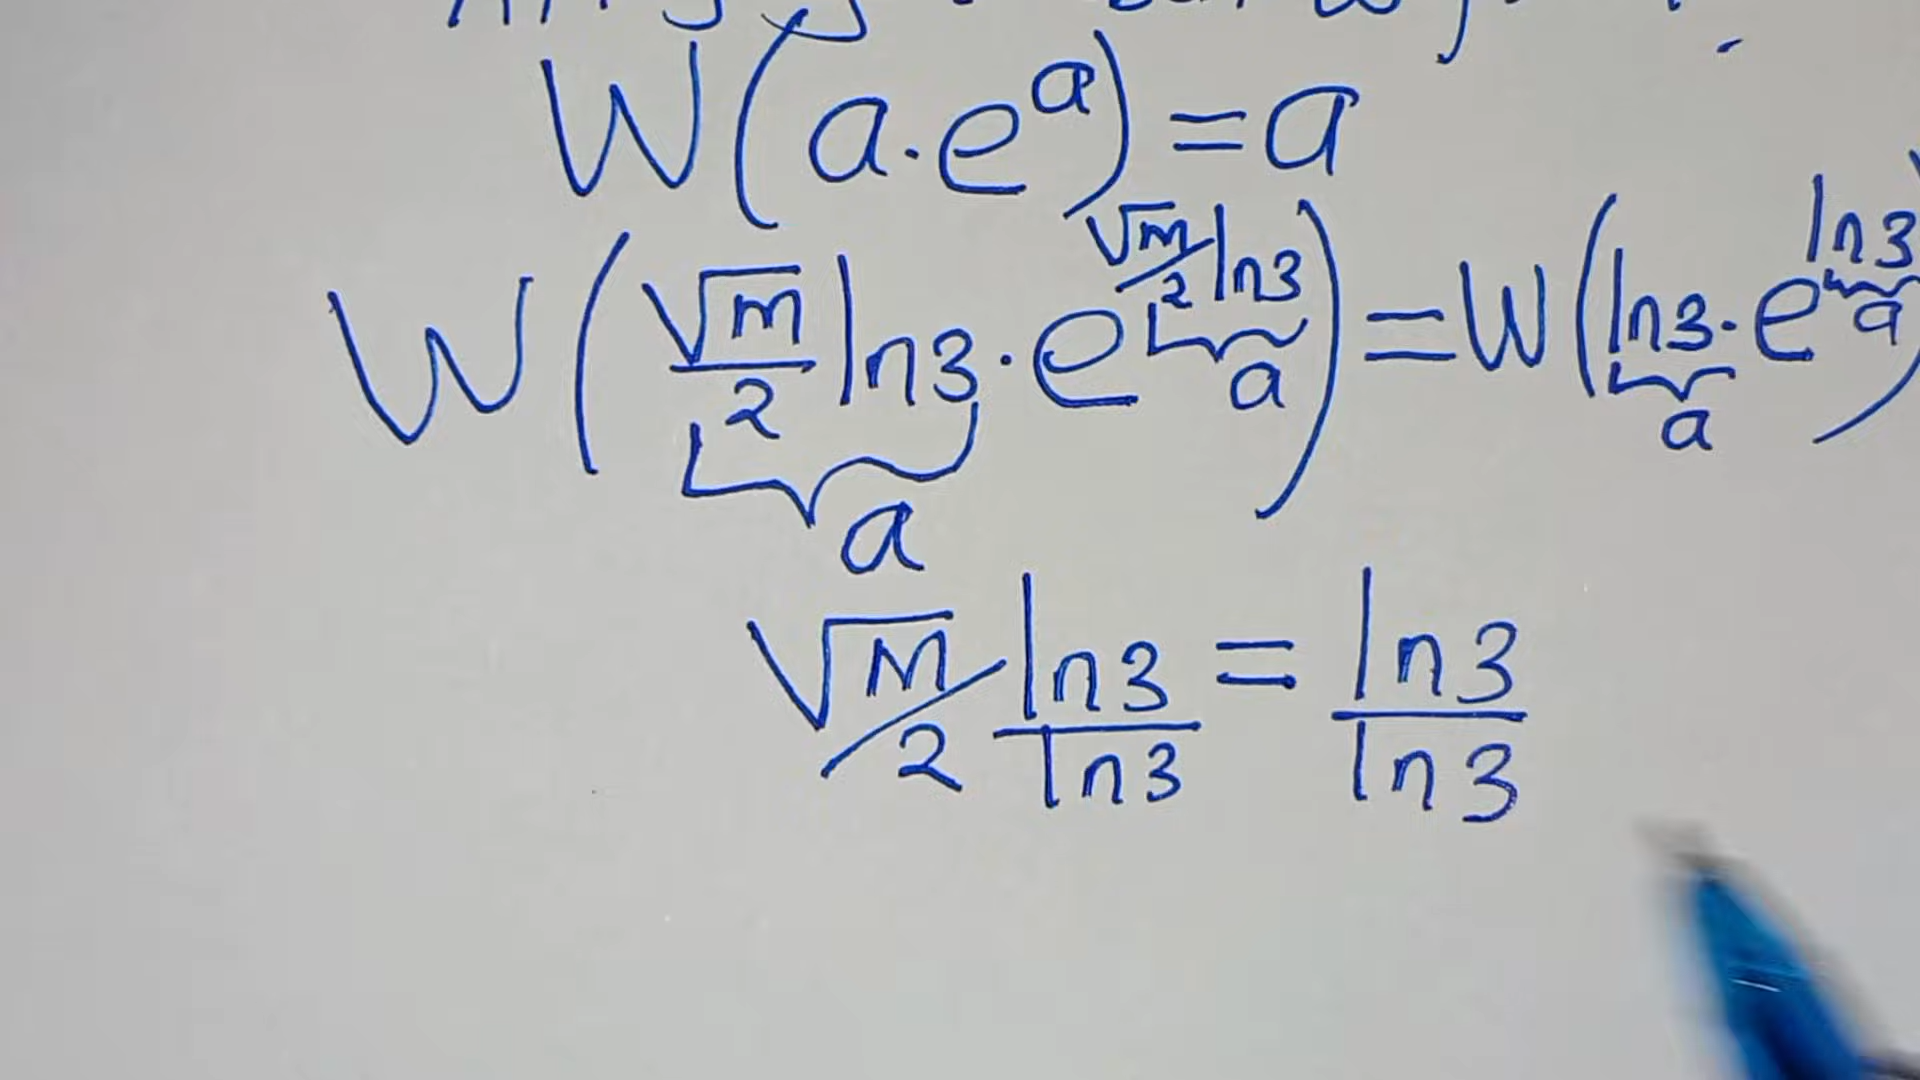 W(a·e^a) = a
W(√m/2 ln3·e^(√m/2 ln3)) = W(ln3·e^(ln3))
a a a a
√m/2 ln3/ln3 = ln3/ln3